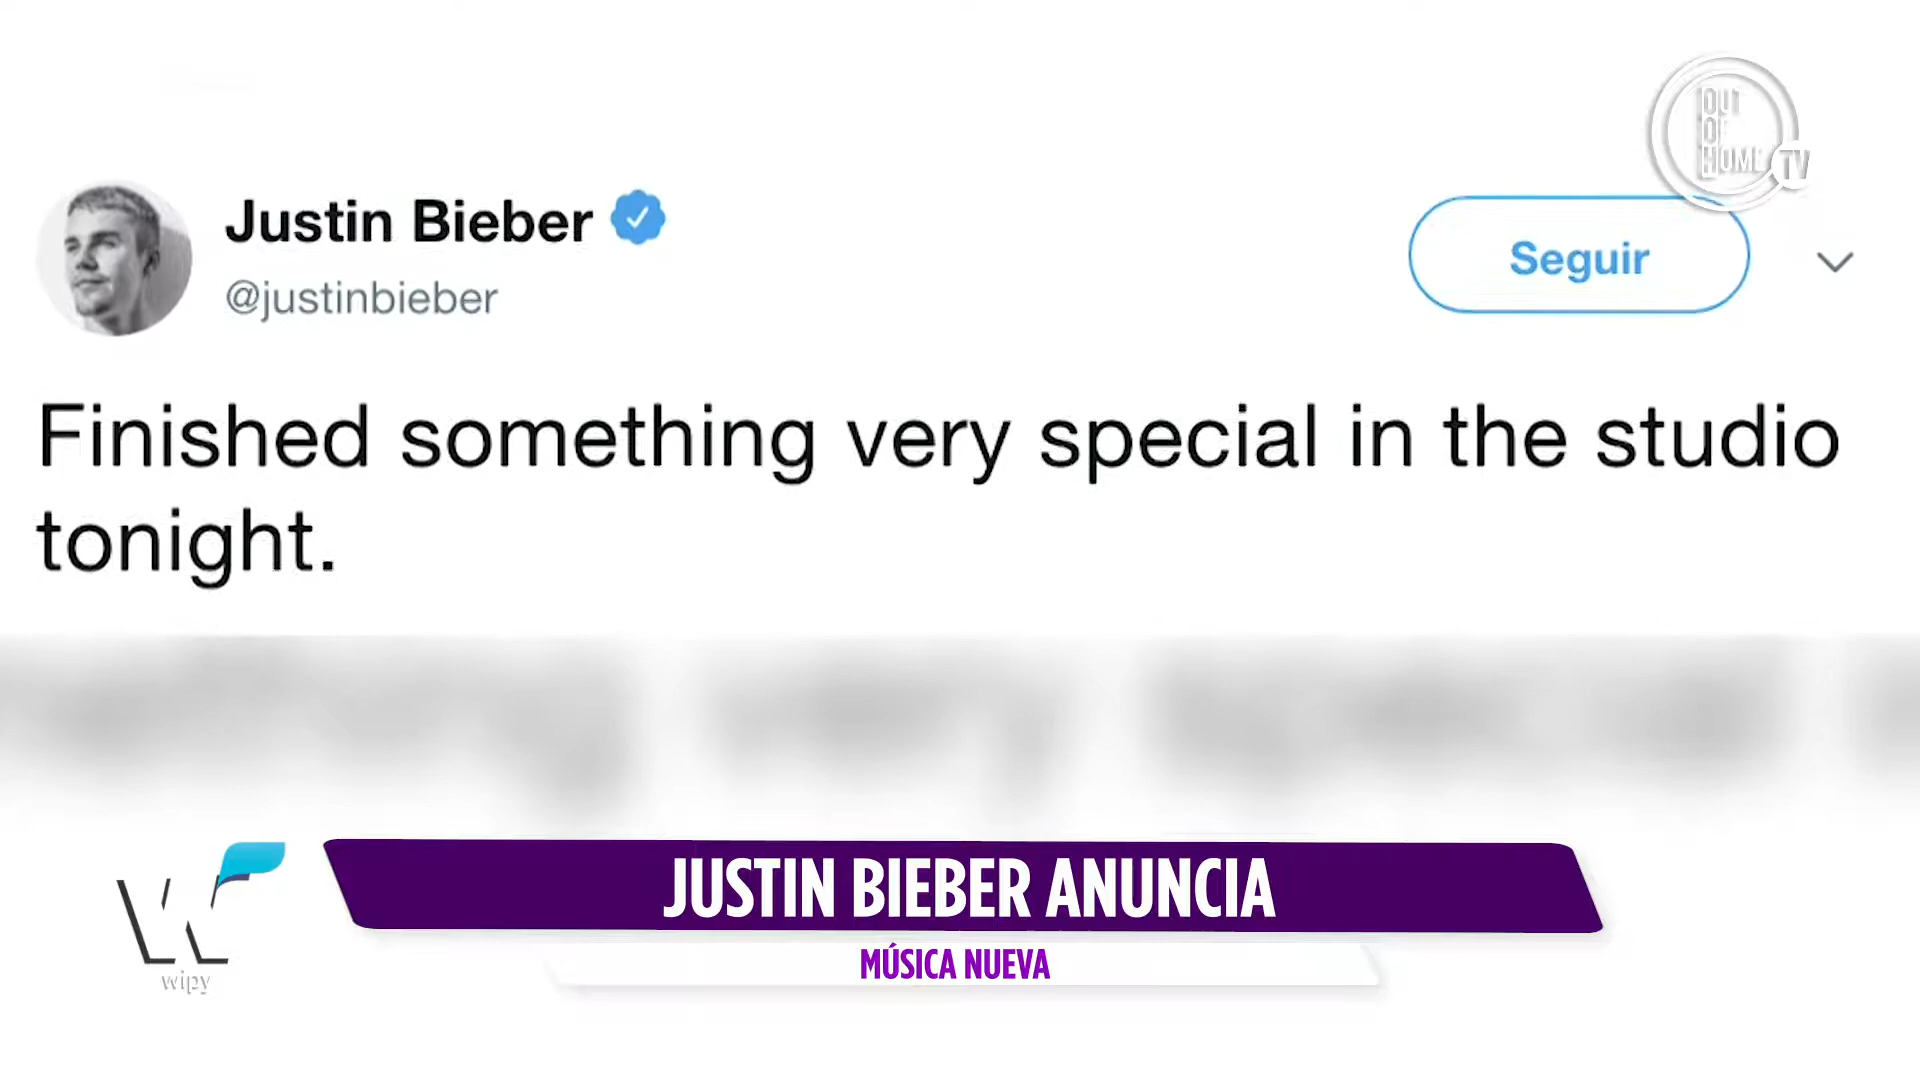 OUT
OF
HOME TV
Justin Bieber
@justinbieber
Seguir
Finished something very special in the studio
tonight.
JUSTIN BIEBER ANUNCIA
MÚSICA NUEVA
wipy